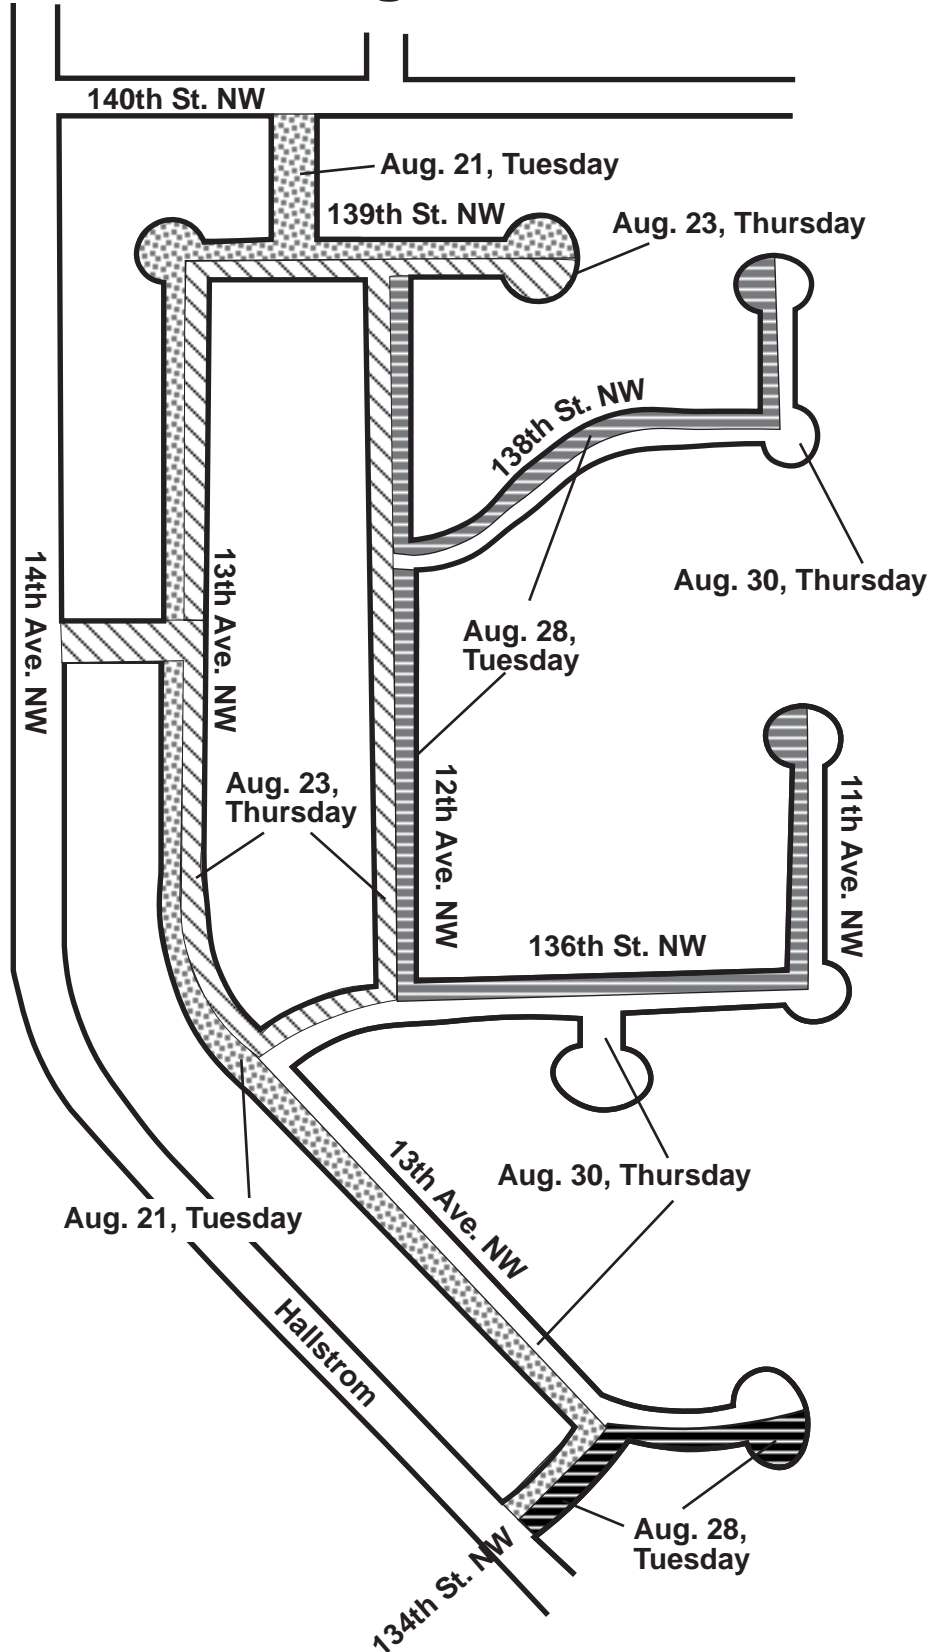 140th St. NW
Aug. 21, Tuesday
139th St. NW
Aug. 23, Thursday
138th St. NW
14th Ave. NW
13th Ave. NW
Aug. 30, Thursday
Aug. 28,
Tuesday
Aug. 23,
Thursday
12th Ave. NW
11th Ave. NW
136th St. NW
13th Ave. NW
Aug. 30, Thursday
Aug. 21, Tuesday
Hallstrom
Aug. 28,
Tuesday
134th St. NW